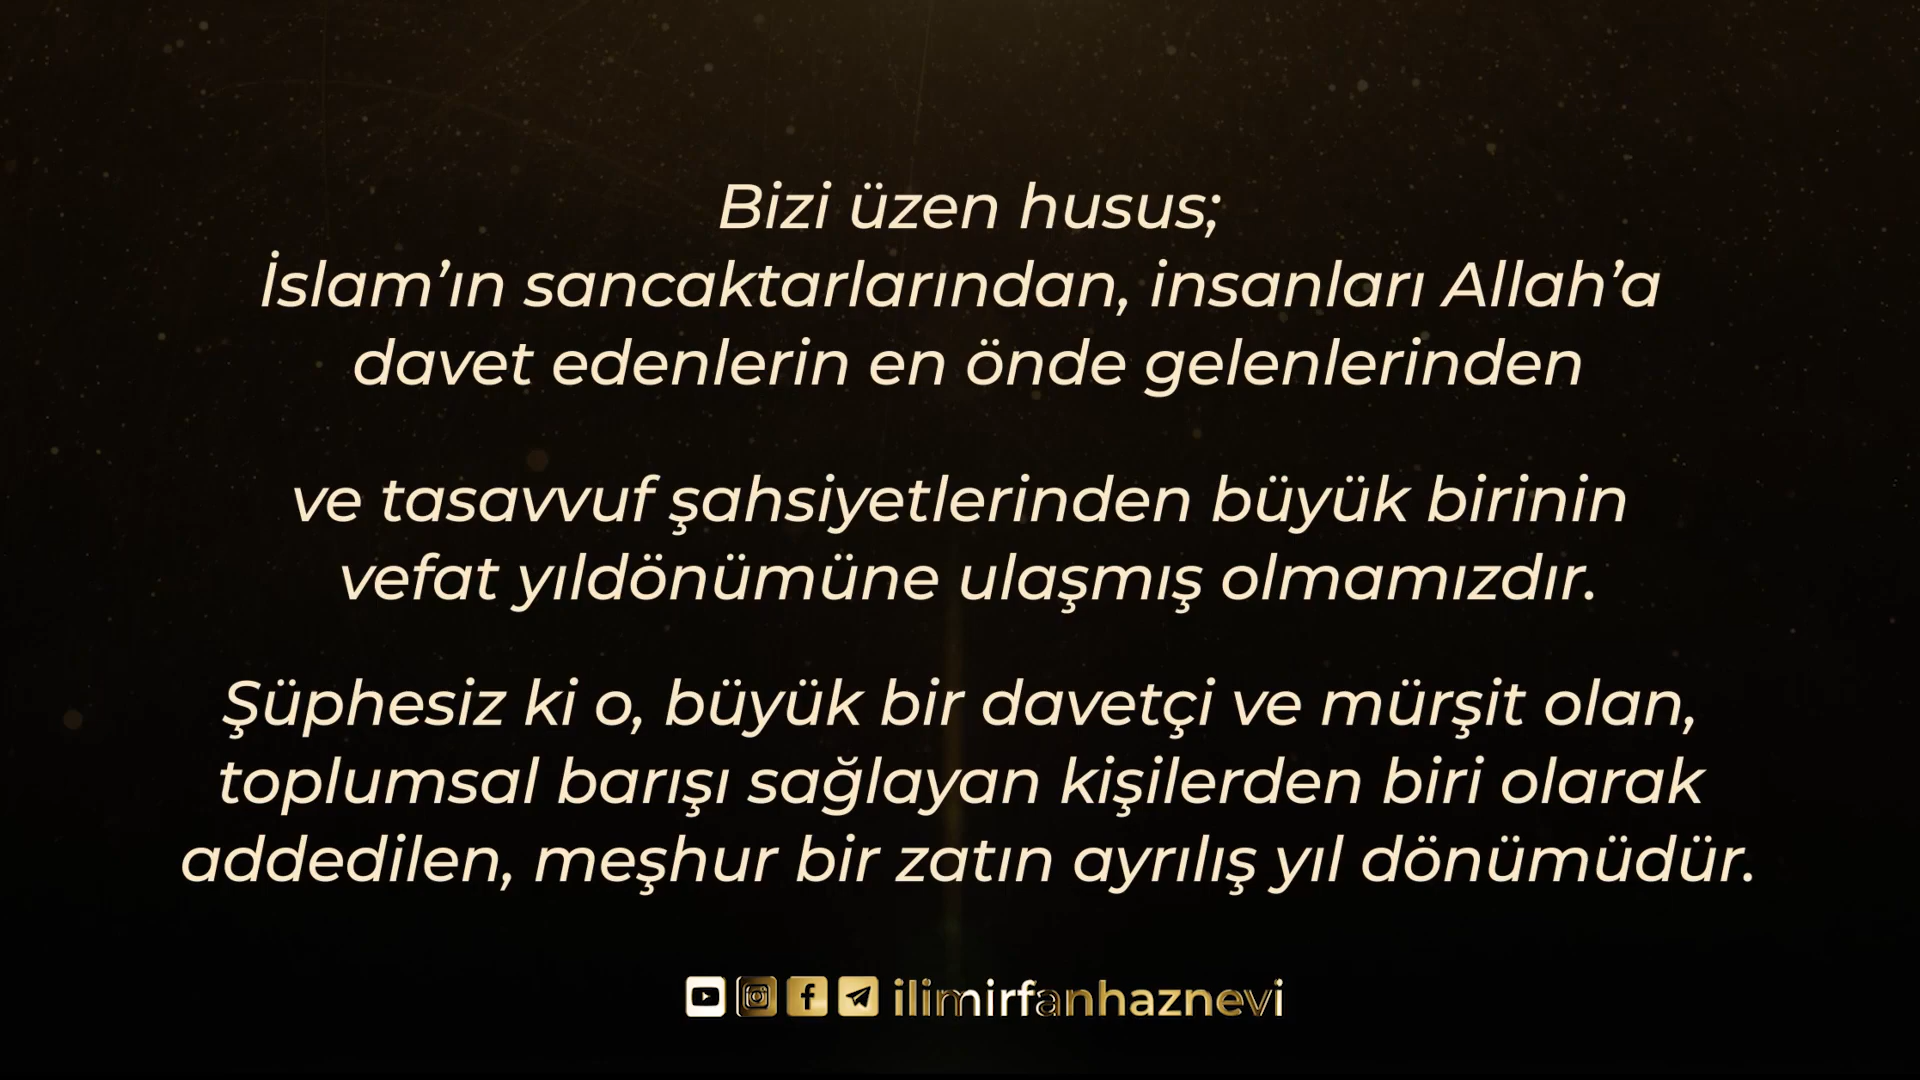 Bizi üzen husus;
İslam’ın sancaktarlarından, insanları Allah’a
davet edenlerin en önde gelenlerinden
ve tasavvuf şahsiyetlerinden büyük birinin
vefat yıldönümüne ulaşmış olmamızdır.
Şüphesiz ki o, büyük bir davetçi ve mürşit olan,
toplumsal barışı sağlayan kişilerden biri olarak
addedilen, meşhur bir zatın ayrılış yıl dönümüdür.
ilimirfanhaznevi